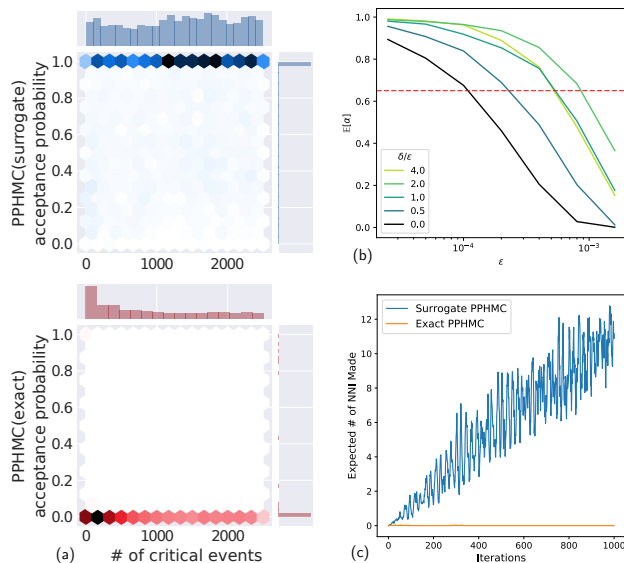 PPHMC(surrogate)
acceptance probability
1.0
0.8
0.6
0.4
0.2
0.0
0
1000
2000
PPHMC(exact)
acceptance probability
1.0
0.8
0.6
0.4
0.2
0.0
0
1000
2000
(a)
# of critical events
𝔼[α]
1.0
0.8
0.6
0.4
0.2
0.0
δ/ε
4.0
2.0
1.0
0.5
0.0
10⁻⁴
10⁻³
(b)
ε
Expected # of NNI Made
Surrogate PPHMC
Exact PPHMC
12
10
8
6
4
2
0
0
200
400
600
800
1000
(c)
Iterations